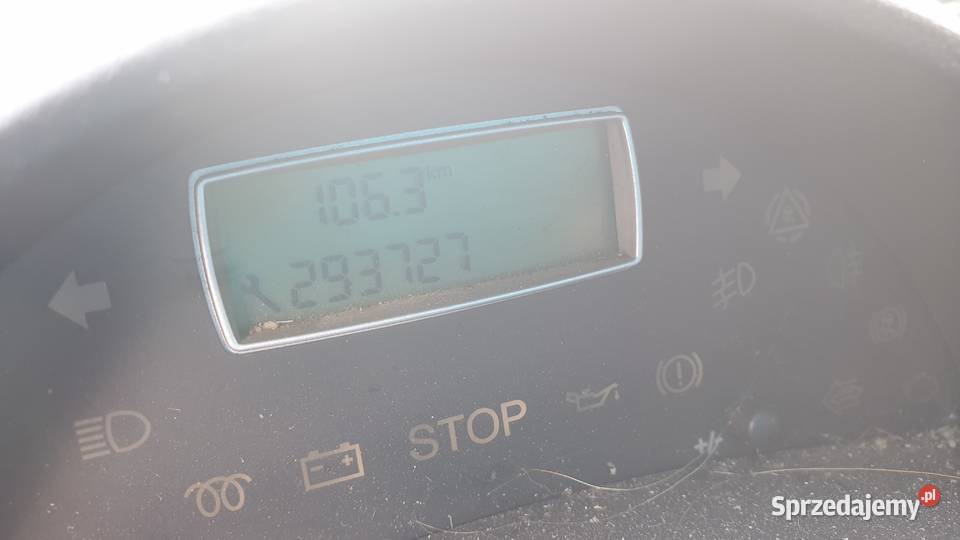 106.3 km
293727
STOP
+/-
Sprzedajemy.pl